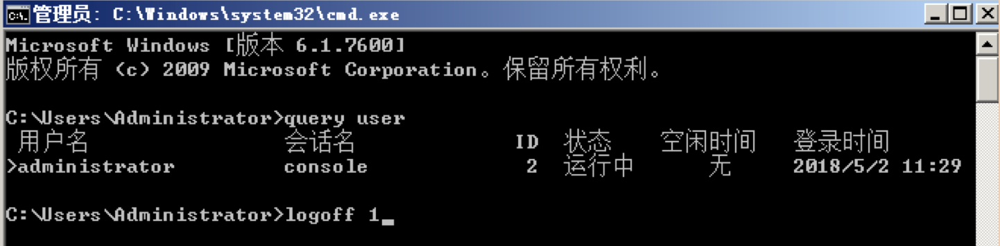 管理员: C:\Windows\system32\cmd.exe
Microsoft Windows [版本 6.1.7600]
版权所有 (c) 2009 Microsoft Corporation。保留所有权利。
C:\Users\Administrator>query user
用户名 会话名 ID 状态 空闲时间 登录时间
>administrator console 2 运行中 无 2018/5/2 11:29
C:\Users\Administrator>logoff 1_